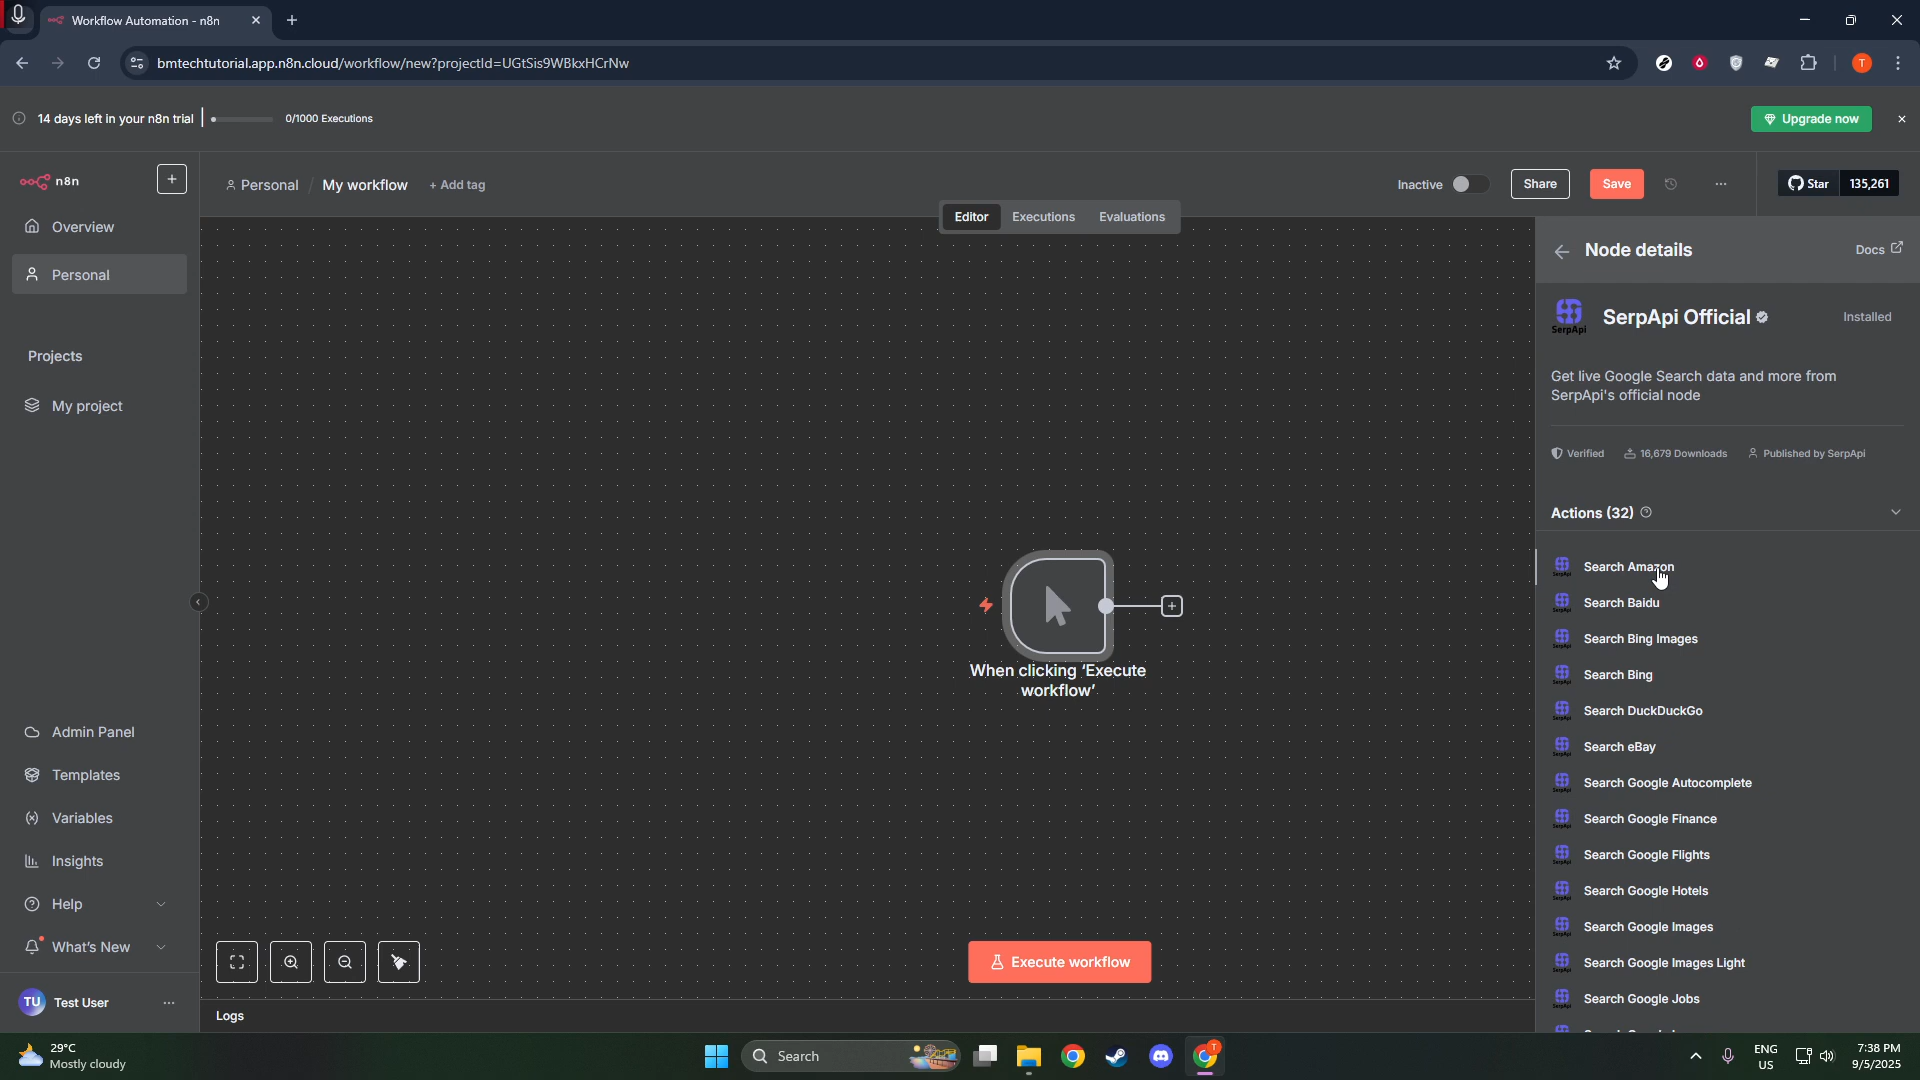 Workflow Automation - n8n
bmtechtutorial.app.n8n.cloud/workflow/new?projectId=UGtSis9WBkxHCrNw
T
14 days left in your n8n trial
0/1000 Executions
Upgrade now
n8n
Personal / My workflow + Add tag
Inactive
Share
Save
Star 135,261
Editor Executions Evaluations
Overview
Personal
Projects
My project
Admin Panel
Templates
Variables
Insights
Help
What's New
TU Test User
When clicking ‘Execute
workflow’
Execute workflow
Logs
Node details
Docs
SerpApi
SerpApi Official
Installed
Get live Google Search data and more from
SerpApi's official node
Verified 16,679 Downloads Published by SerpApi
Actions (32)
Search Amazon
Search Baidu
Search Bing Images
Search Bing
Search DuckDuckGo
Search eBay
Search Google Autocomplete
Search Google Finance
Search Google Flights
Search Google Hotels
Search Google Images
Search Google Images Light
Search Google Jobs
29°C
Mostly cloudy
Search
T
ENG
US
7:38 PM
9/5/2025